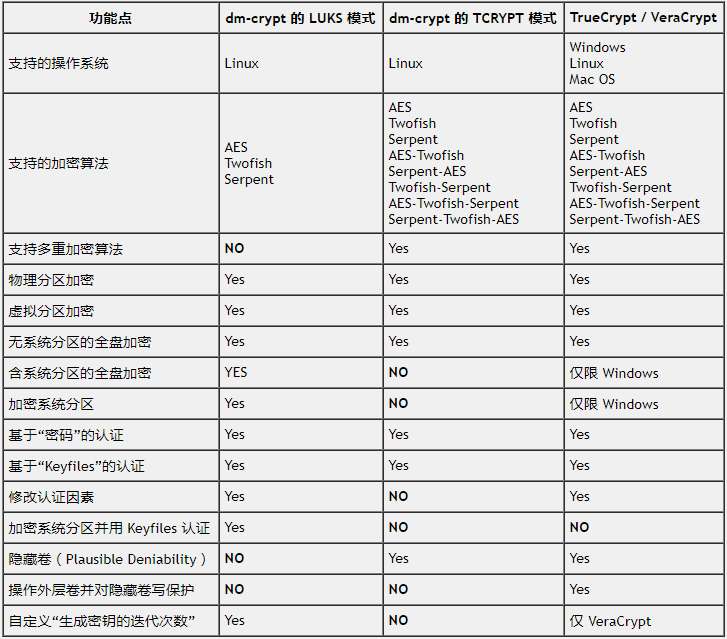 功能点 dm-crypt 的 LUKS 模式 dm-crypt 的 TCRYPT 模式 TrueCrypt / VeraCrypt
支持的操作系统 Linux Linux Windows
Linux
Mac OS
支持的加密算法 AES
Twofish
Serpent
AES
Twofish
Serpent
AES-Twofish
Serpent-AES
Twofish-Serpent
AES-Twofish-Serpent
Serpent-Twofish-AES
AES
Twofish
Serpent
AES-Twofish
Serpent-AES
Twofish-Serpent
AES-Twofish-Serpent
Serpent-Twofish-AES
支持多重加密算法 NO Yes Yes
物理分区加密 Yes Yes Yes
虚拟分区加密 Yes Yes Yes
无系统分区的全盘加密 Yes Yes Yes
含系统分区的全盘加密 YES NO 仅限 Windows
加密系统分区 Yes NO 仅限 Windows
基于“密码”的认证 Yes Yes Yes
基于“Keyfiles”的认证 Yes Yes Yes
修改认证因素 Yes NO Yes
加密系统分区并用 Keyfiles 认证 Yes NO NO
隐藏卷（Plausible Deniability） NO Yes Yes
操作外层卷并对隐藏卷写保护 NO NO Yes
自定义“生成密钥的迭代次数” Yes NO 仅 VeraCrypt